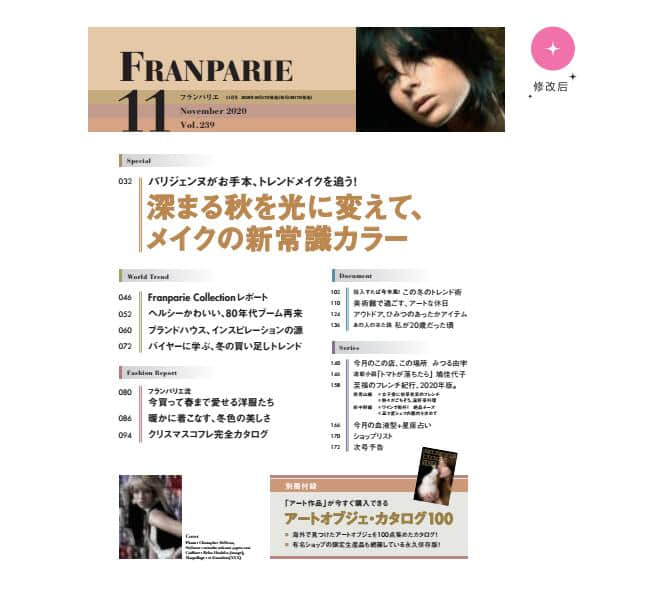 修改后
FRANPARIE
11
フランパリエ
November 2020
Vol.239
Special
032 パリジェンヌがお手本、トレンドメイクを追う!
深まる秋を光に変えて、
メイクの新常識カラー
World Trend
046 Franparie Collectionレポート
052 ヘルシーかわいい、80年代ブーム再来
060 ブランドハウス、インスピレーションの源
072 バイヤーに学ぶ、冬の買い足しトレンド
Fashion Report
080 フランパリエ流
今買って春まで愛せる洋服たち
086 暖かに着こなす、冬色の美しさ
094 クリスマスコフレ完全カタログ
Document
102 投入すれば今年風! この冬のトレンド術
118 美術館で過ごす、アートな休日
124 アウトドア、ひみつのあったかアイテム
136 あの人の来た路 私が20歳だった頃
Series
140 今月のこの店、この場所 みつる由宇
146 連載小説「トマトが落ちたら」 境佳代子
158 至福のフレンチ紀行、2020年版。
166 今月の血液型+星座占い
170 ショップリスト
172 次号予告
Cover
別冊付録
「アート作品」が今すぐ購入できる
アートオブジェ・カタログ100
海外で見つけたアートオブジェを100点集めたカタログ!
有名ショップの限定生産品も網羅している永久保存版!